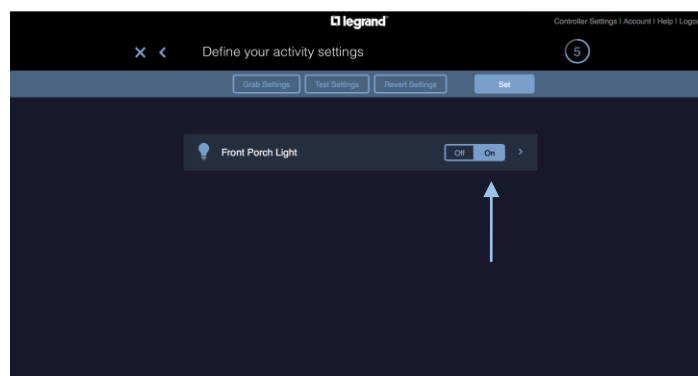 legrand
Controller Settings I Account I Help I Logou
Define your activity settings
5
Grab Settings Test Settings Revert Settings Set
Front Porch Light Off On